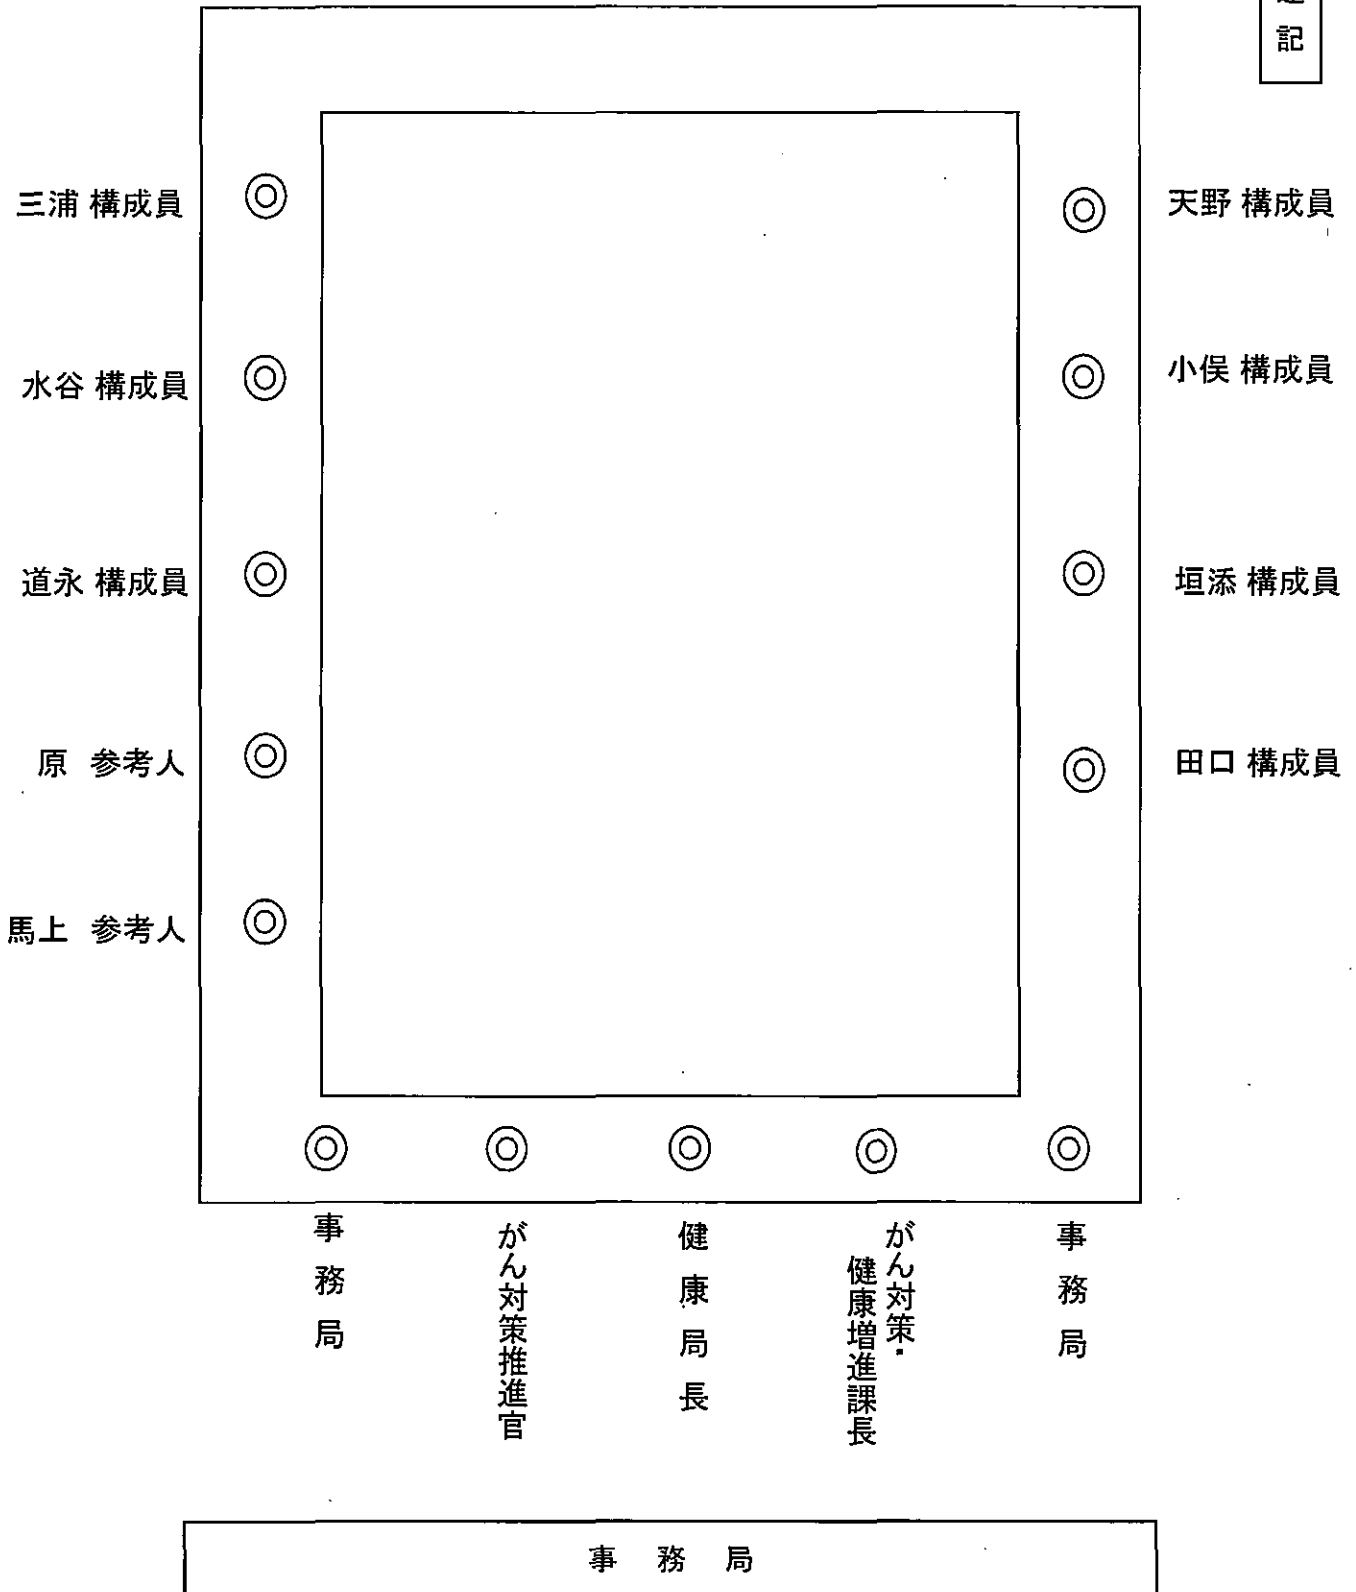 記
三浦 構成員
天野 構成員
水谷 構成員
小俣 構成員
道永 構成員
垣添 構成員
原 参考人
田口 構成員
馬上 参考人
事務局
がん対策推進官
健康局長
がん対策・
健康増進課長
事務局
事務局